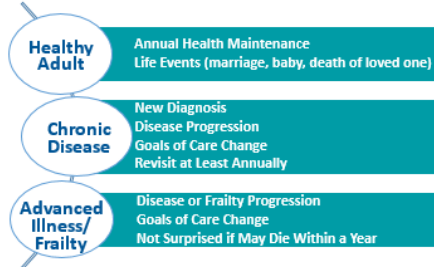 Healthy
Adult
Annual Health Maintenance
Life Events (marriage, baby, death of loved one)
Chronic
Disease
New Diagnosis
Disease Progression
Goals of Care Change
Revisit at Least Annually
Advanced
Illness/
Frailty
Disease or Frailty Progression
Goals of Care Change
Not Surprised if May Die Within a Year